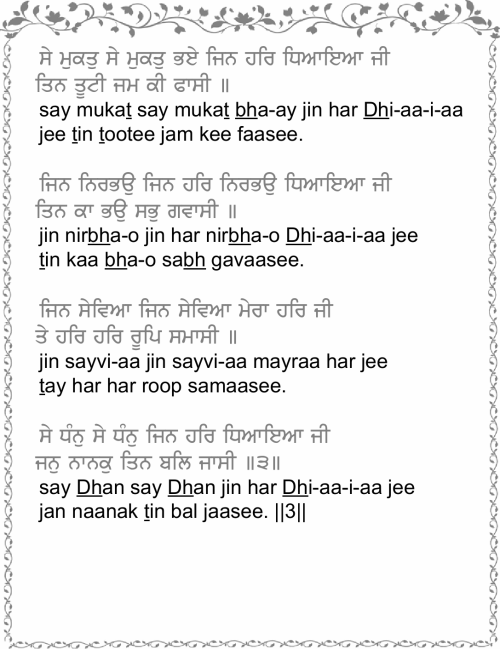 ਸੇ ਮੁਕਤੁ ਸੇ ਮੁਕਤੁ ਭਏ ਜਿਨ ਹਰਿ ਧਿਆਇਆ ਜੀ
ਤਿਨ ਤੂਟੀ ਜਮ ਕੀ ਫਾਸੀ ॥
say mukat say mukat bha-ay jin har Dhi-aa-i-aa
jee tin tootee jam kee faasee.
ਜਿਨ ਨਿਰਭਉ ਜਿਨ ਹਰਿ ਨਿਰਭਉ ਧਿਆਇਆ ਜੀ
ਤਿਨ ਕਾ ਭਉ ਸਭੁ ਗਵਾਸੀ ॥
jin nirbha-o jin har nirbha-o Dhi-aa-i-aa jee
tin kaa bha-o sabh gavaasee.
ਜਿਨ ਸੇਵਿਆ ਜਿਨ ਸੇਵਿਆ ਮੇਰਾ ਹਰਿ ਜੀ
ਤੇ ਹਰਿ ਹਰਿ ਰੂਪਿ ਸਮਾਸੀ ॥
jin sayvi-aa jin sayvi-aa mayraa har jee
tay har har roop samaasee.
ਸੇ ਧੰਨੁ ਸੇ ਧੰਨੁ ਜਿਨ ਹਰਿ ਧਿਆਇਆ ਜੀ
ਜਨੁ ਨਾਨਕੁ ਤਿਨ ਬਲਿ ਜਾਸੀ ॥੩॥
say Dhan say Dhan jin har Dhi-aa-i-aa jee
jan naanak tin bal jaasee. ||3||